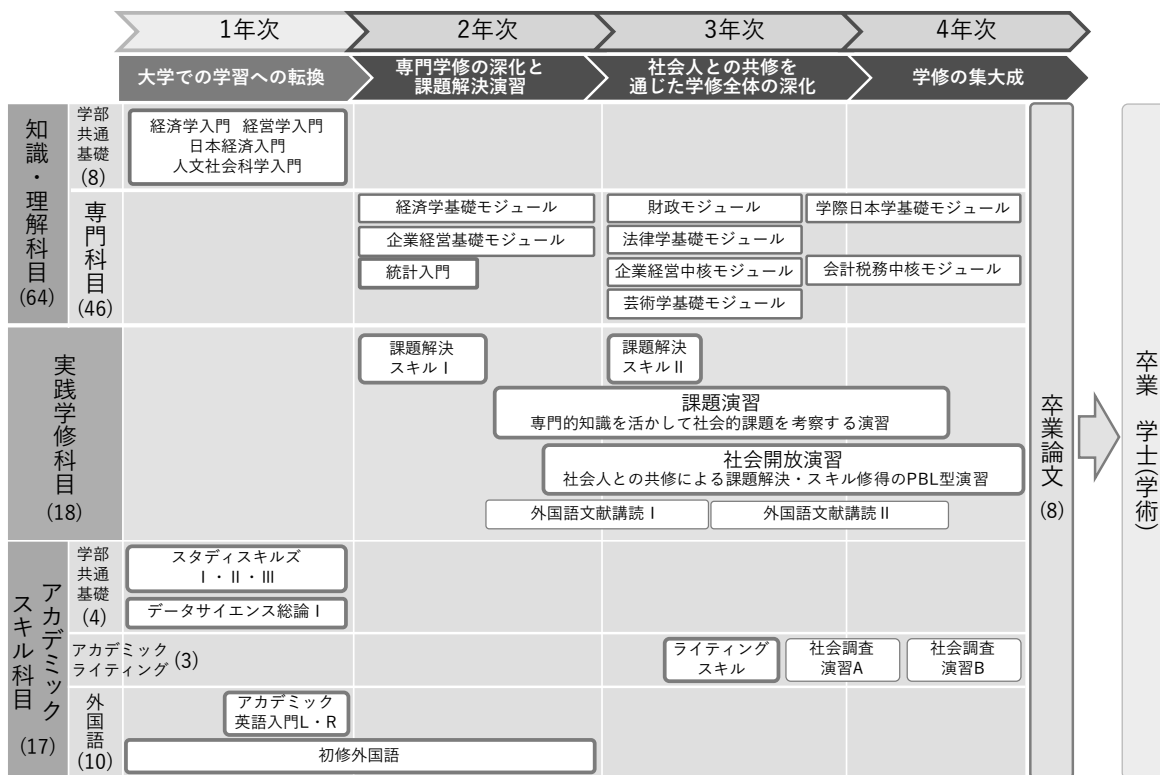 1年次
2年次
3年次
4年次
大学での学習への転換
専門学修の深化と
課題解決演習
社会人との共修を
通じた学修全体の深化
学修の集大成
知識・理解科目
(64)
学部
共通
基礎
(8)
経済学入門 経営学入門
日本経済入門
人文社会科学入門
専門科目
(46)
経済学基礎モジュール
企業経営基礎モジュール
統計入門
財政モジュール
法律学基礎モジュール
企業経営中核モジュール
芸術学基礎モジュール
学際日本学基礎モジュール
会計税務中核モジュール
実践学修科目
(18)
課題解決
スキルⅠ
課題解決
スキルⅡ
課題演習
専門的知識を活かして社会的課題を考察する演習
社会開放演習
社会人との共修による課題解決・スキル修得のPBL型演習
外国語文献講読Ⅰ
外国語文献講読Ⅱ
アカデミック
スキル科目
(17)
学部
共通
基礎
(4)
スタディスキルズ
Ⅰ・Ⅱ・Ⅲ
データサイエンス総論Ⅰ
アカデミック
ライティング(3)
ライティング
スキル
社会調査
演習A
社会調査
演習B
外国語
(10)
アカデミック
英語入門L・R
初修外国語
卒業論文
(8)
卒業 学士(学術)